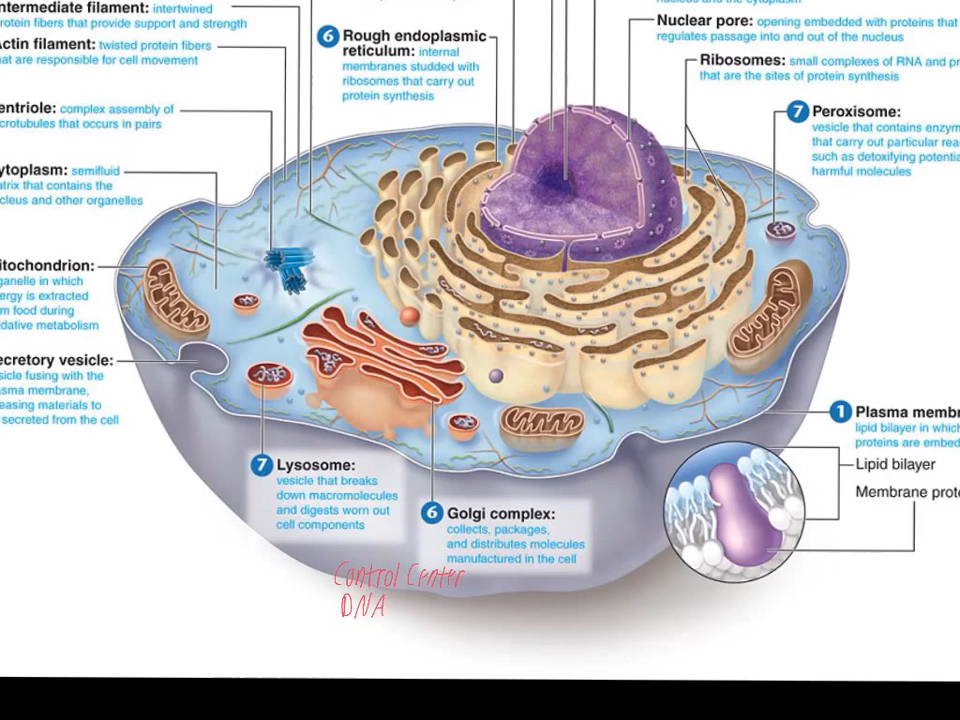 ntermediate filament: intertwined
rotein fibers that provide support and strength
Actin filament: twisted protein fibers
at are responsible for cell movement
entriole: complex assembly of
crotubules that occurs in pairs
ytoplasm: semifluid
atrix that contains the
cleus and other organelles
itochondrion:
ganelle in which
ergy is extracted
m food during
idative metabolism
ecretory vesicle:
sicle fusing with the
asma membrane,
easing materials to
secreted from the cell
6 Rough endoplasmic
reticulum: internal
membranes studded with
ribosomes that carry out
protein synthesis
Nuclear pore: opening embedded with proteins that
regulates passage into and out of the nucleus
Ribosomes: small complexes of RNA and pr
that are the sites of protein synthesis
7 Peroxisome:
vesicle that contains enzym
that carry out particular rea
such as detoxifying potentia
harmful molecules
1 Plasma membr
lipid bilayer in which
proteins are embed
Lipid bilayer
Membrane prote
7 Lysosome:
vesicle that breaks
down macromolecules
and digests worn out
cell components
6 Golgi complex:
collects, packages,
and distributes molecules
manufactured in the cell
Control Center
DNA